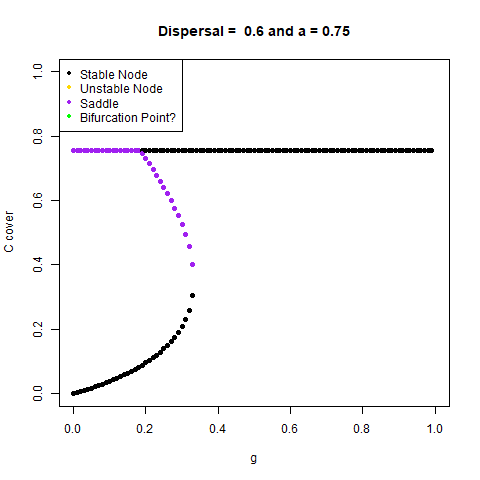 Dispersal =  0.6 and a = 0.75
Stable Node
Unstable Node
Saddle
Bifurcation Point?
C cover
1.0
0.8
0.6
0.4
0.2
0.0
0.0 0.2 0.4 0.6 0.8 1.0
g